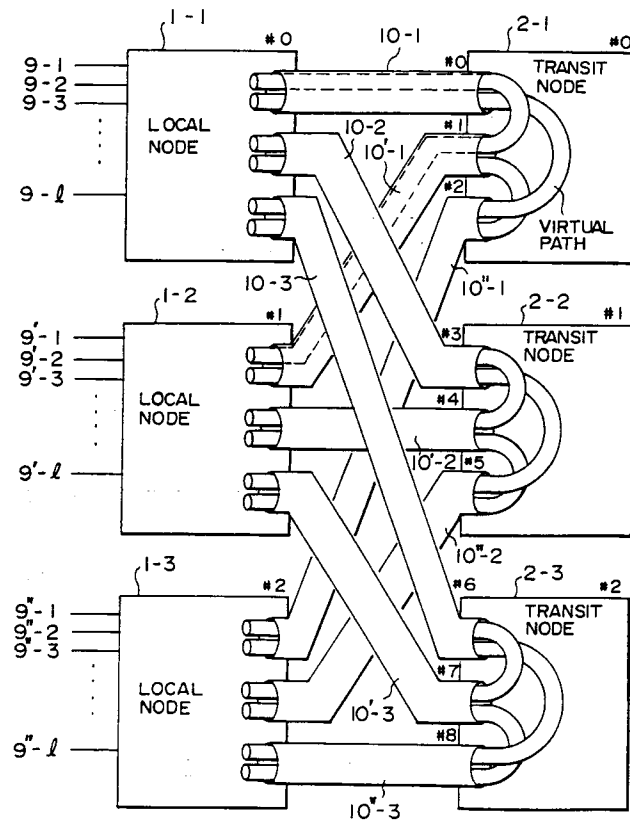 1-1
#0
10-1
2-1
#0
9-1
9-2
9-3
9-l
LOCAL
NODE
#0
TRANSIT
NODE
10-2
#1
10'-1
#2
VIRTUAL
PATH
10-3
10"-1
1-2
#1
2-2
#1
9'-1
9'-2
9'-3
9'-l
LOCAL
NODE
#3
TRANSIT
NODE
#4
10'-2
#5
10"-2
1-3
#2
#6
2-3
#2
9"-1
9"-2
9"-3
9"-l
LOCAL
NODE
TRANSIT
NODE
#7
10'-3
#8
10"-3